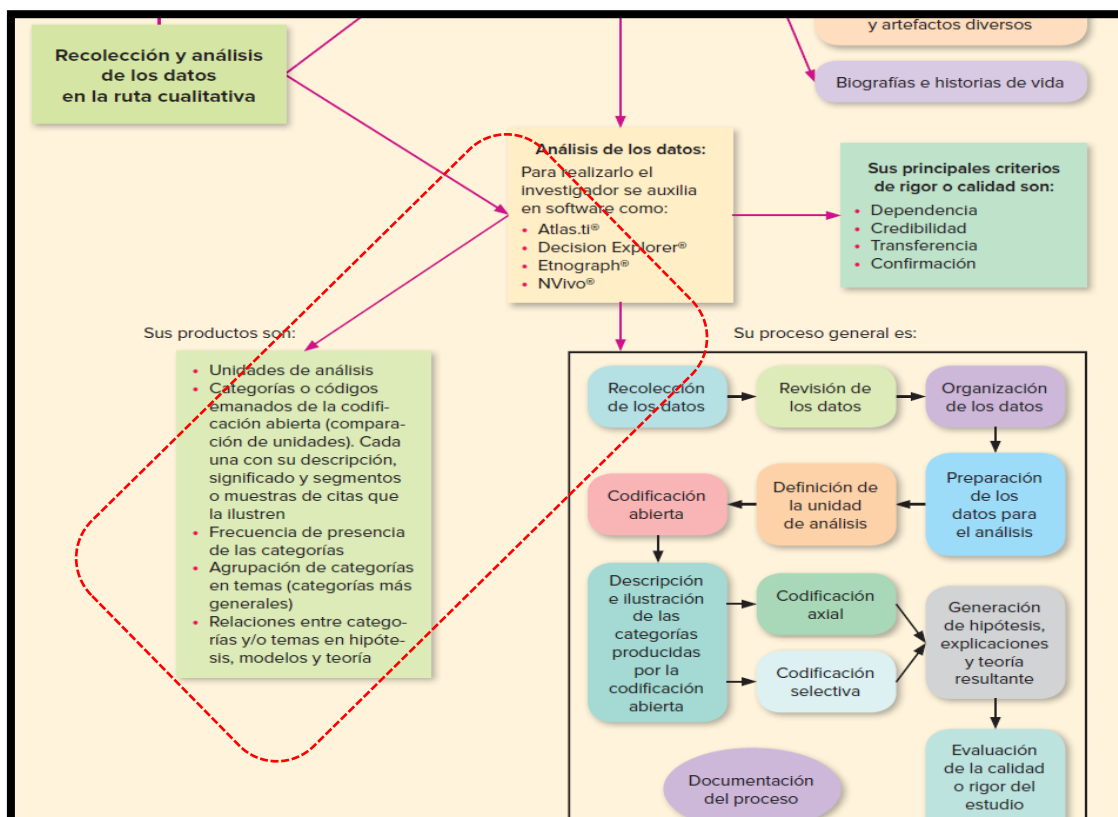 y artefactos diversos
Recolección y análisis
de los datos
en la ruta cualitativa
Biografías e historias de vida
Análisis de los datos:
Para realizarlo el
investigador se auxilia
en software como:
• Atlas.ti®
• Decision Explorer®
• Etnograph®
• NVivo®
Sus principales criterios
de rigor o calidad son:
• Dependencia
• Credibilidad
• Transferencia
• Confirmación
Sus productos son:
• Unidades de análisis
• Categorías o códigos
emanados de la codifi-
cación abierta (compara-
ción de unidades). Cada
una con su descripción,
significado y segmentos
o muestras de citas que
la ilustren
• Frecuencia de presencia
de las categorías
• Agrupación de categorías
en temas (categorías más
generales)
• Relaciones entre catego-
rías y/o temas en hipóte-
sis, modelos y teoría
Su proceso general es:
Recolección
de los datos
Revisión de
los datos
Organización
de los datos
Preparación
de los
datos para
el análisis
Definición de
la unidad
de análisis
Codificación
abierta
Descripción
e ilustración
de las
categorías
producidas
por la
codificación
abierta
Codificación
axial
Codificación
selectiva
Generación
de hipótesis,
explicaciones
y teoría
resultante
Evaluación
de la calidad
o rigor del
estudio
Documentación
del proceso